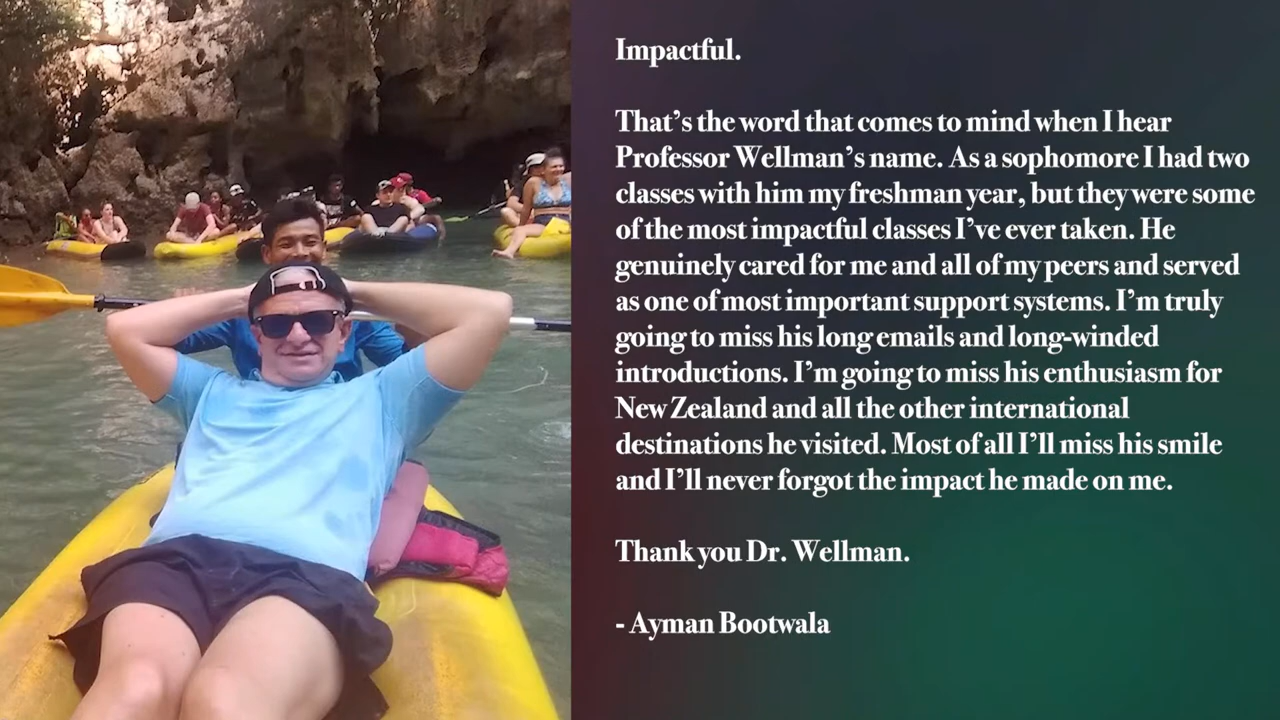 Impactful.
That's the word that comes to mind when I hear
Professor Wellman's name. As a sophomore I had two
classes with him my freshman year, but they were some
of the most impactful classes I've ever taken. He
genuinely cared for me and all of my peers and served
as one of most important support systems. I'm truly
going to miss his long emails and long-winded
introductions. I'm going to miss his enthusiasm for
New Zealand and all the other international
destinations he visited. Most of all I'll miss his smile
and I'll never forgot the impact he made on me.
Thank you Dr. Wellman.
- Ayman Bootwala